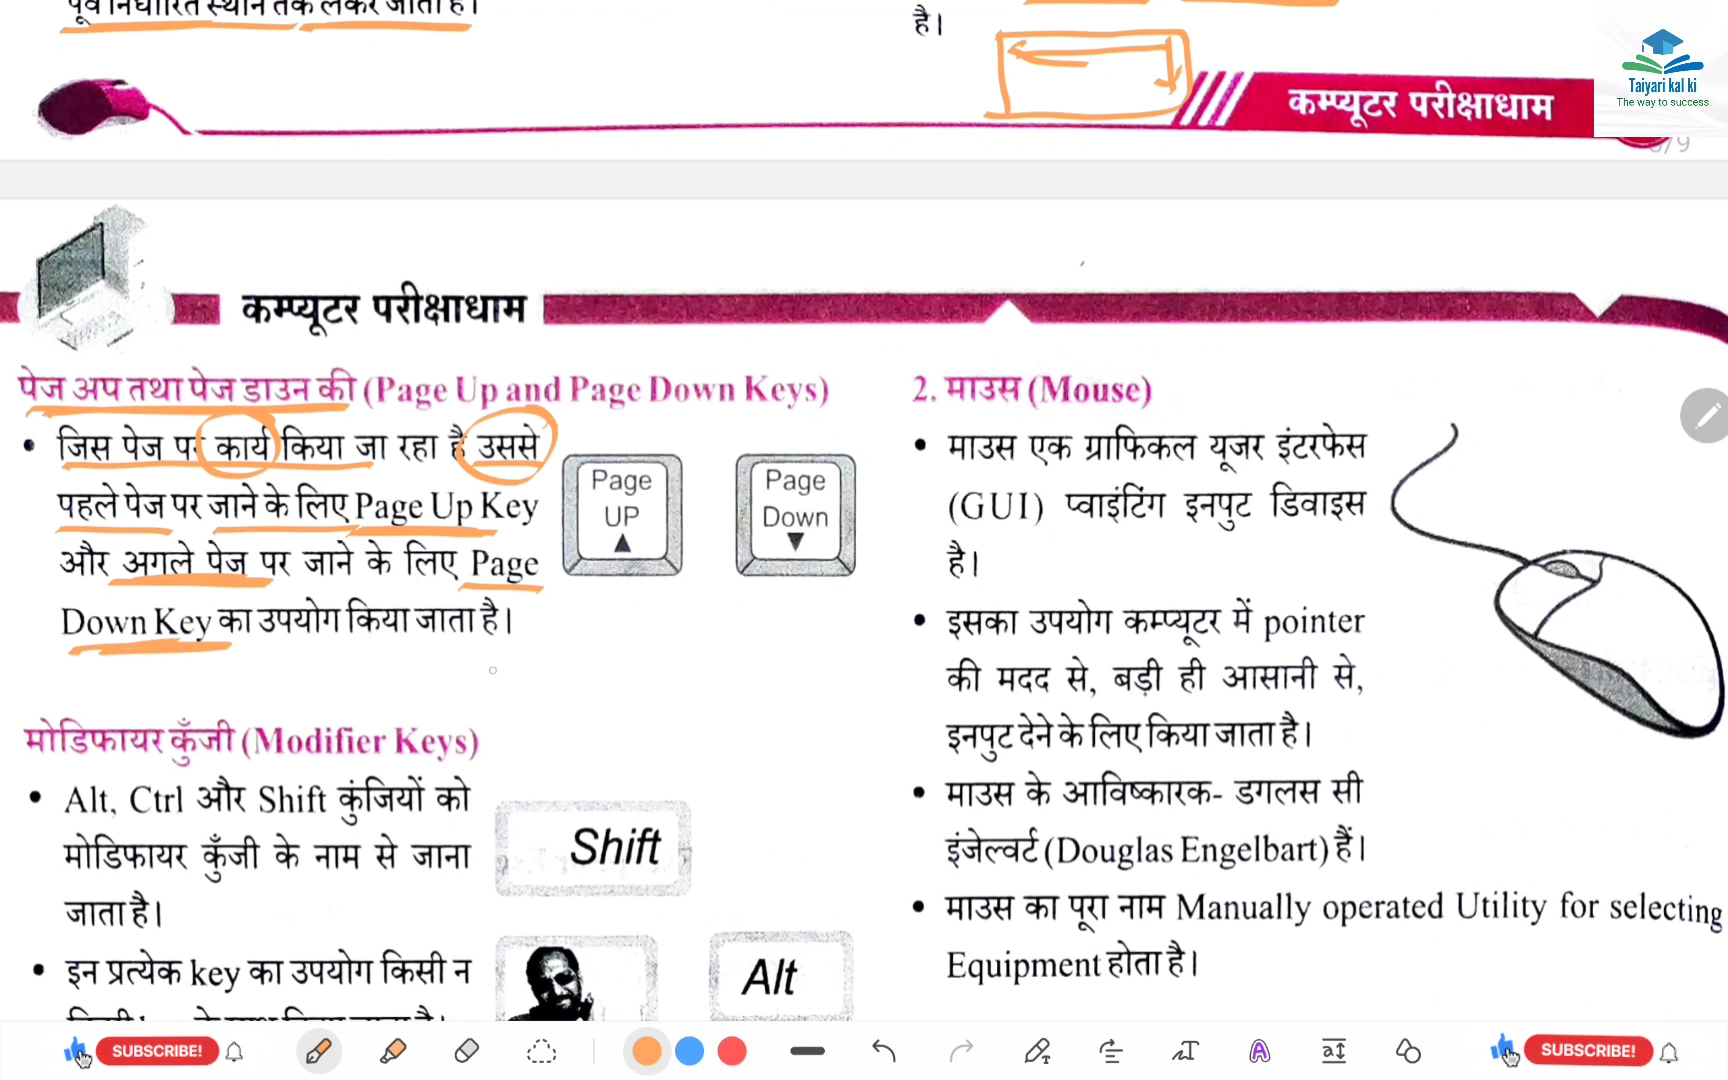 पूर्व निर्धारित स्थान तक लेकर जाता है।
है।
Taiyari kal ki
The way to success
कम्प्यूटर परीक्षाधाम
कम्प्यूटर परीक्षाधाम
पेज अप तथा पेज डाउन की (Page Up and Page Down Keys)
• जिस पेज पर कार्य किया जा रहा है उससे
पहले पेज पर जाने के लिए Page Up Key
और अगले पेज पर जाने के लिए Page
Down Key का उपयोग किया जाता है।
Page
UP
▲
Page
Down
▼
मोडिफायर कुँजी (Modifier Keys)
• Alt, Ctrl और Shift कुंजियों को
मोडिफायर कुँजी के नाम से जाना
जाता है।
Shift
• इन प्रत्येक key का उपयोग किसी न
Alt
2. माउस (Mouse)
• माउस एक ग्राफिकल यूजर इंटरफेस
(GUI) प्वाइंटिंग इनपुट डिवाइस
है।
• इसका उपयोग कम्प्यूटर में pointer
की मदद से, बड़ी ही आसानी से,
इनपुट देने के लिए किया जाता है।
• माउस के आविष्कारक- डगलस सी
इंजेल्वर्ट (Douglas Engelbart) हैं।
• माउस का पूरा नाम Manually operated Utility for selecting
Equipment होता है।
SUBSCRIBE!
SUBSCRIBE!